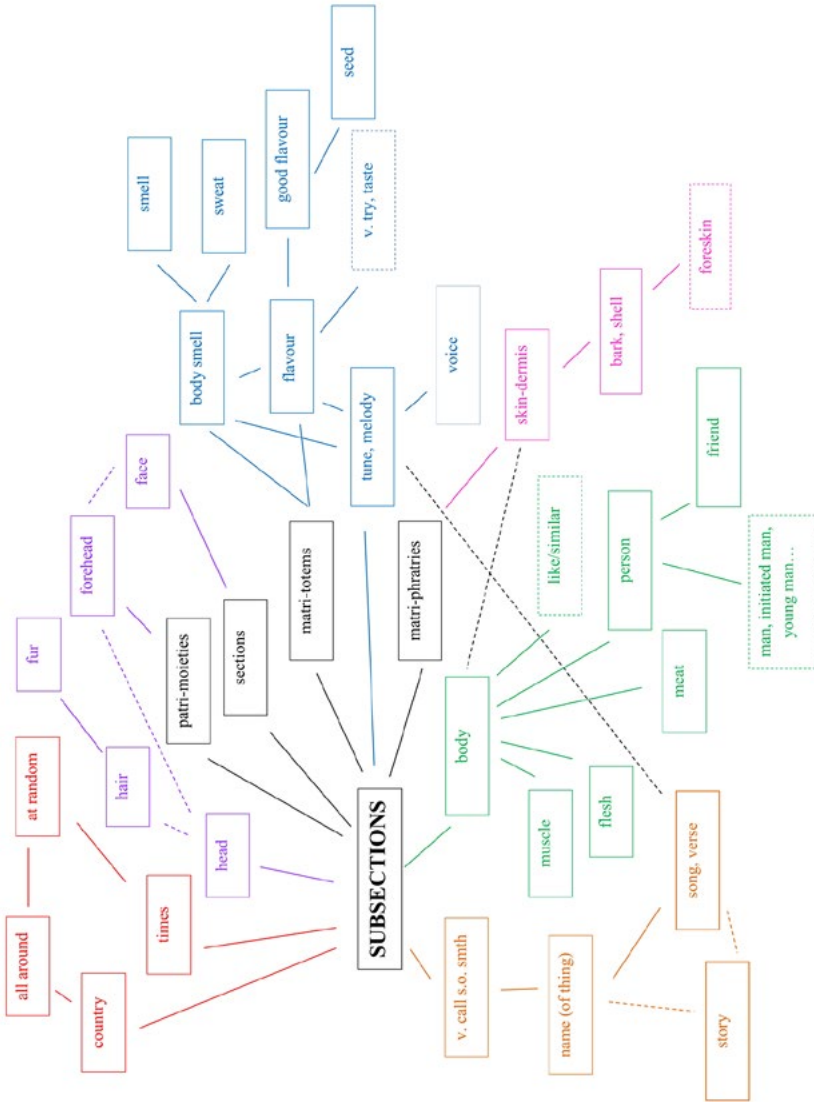 all around
at random
fur
country
forehead
hair
face
smell
times
patri-moieties
body smell
sweat
head
sections
flavour
good flavour
matri-totems
seed
v. try, taste
tune, melody
SUBSECTIONS
matri-phratries
voice
v. call s.o. smth
body
skin-dermis
muscle
like/similar
name (of thing)
flesh
person
bark, shell
song, verse
meat
foreskin
friend
story
man, initiated man,
young man…